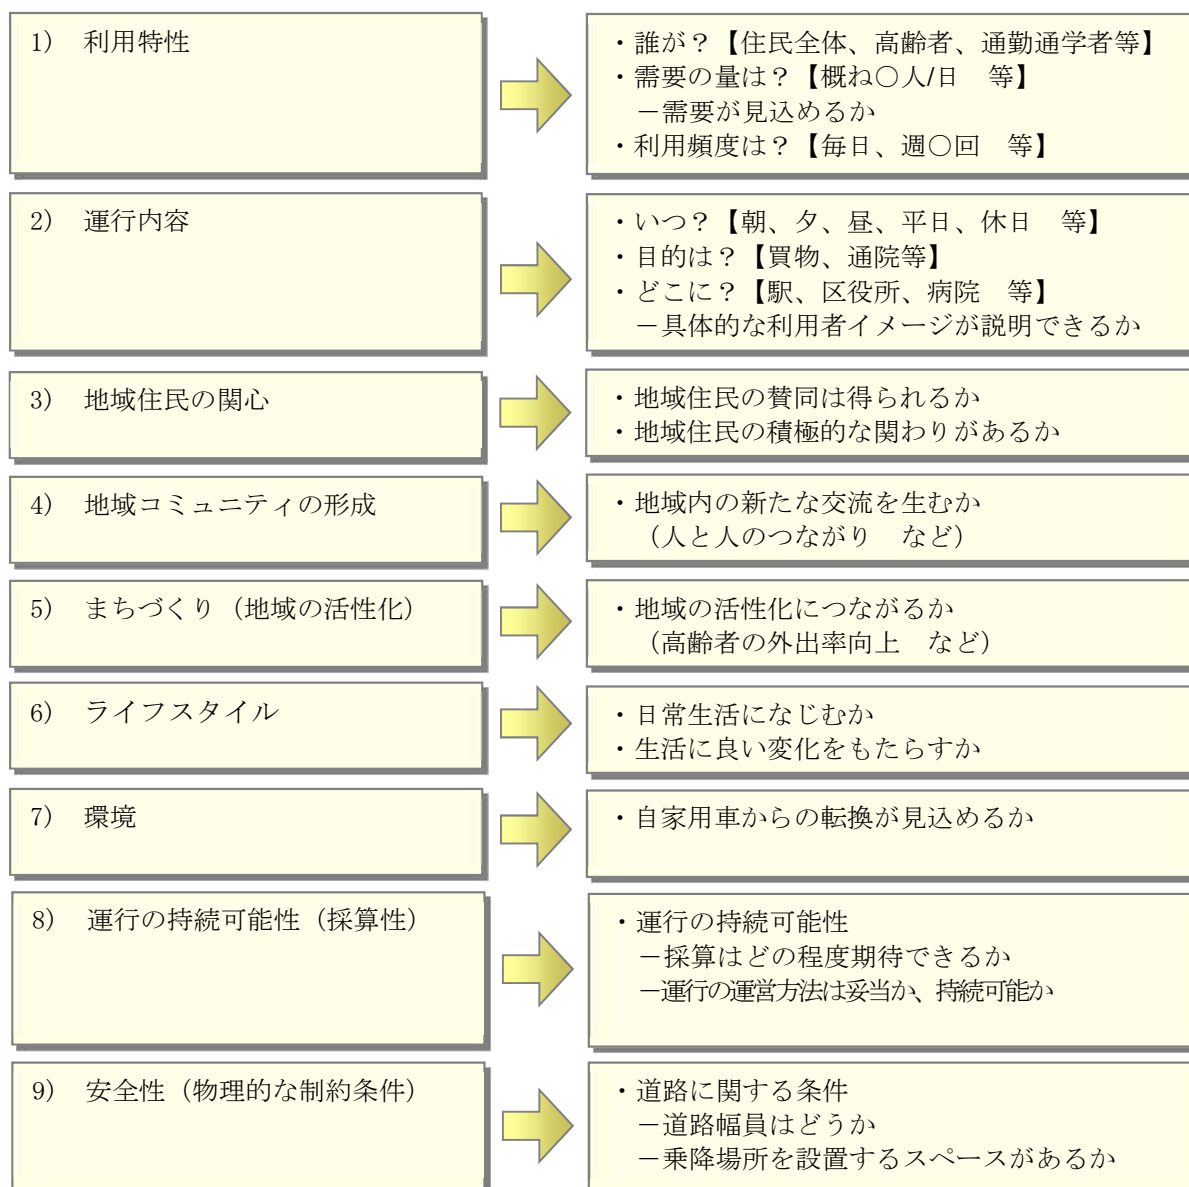 1) 利用特性
・誰が？【住民全体、高齢者、通勤通学者等】
・需要の量は？【概ね○人/日　等】
－需要が見込めるか
・利用頻度は？【毎日、週○回　等】
2) 運行内容
・いつ？【朝、夕、昼、平日、休日　等】
・目的は？【買物、通院等】
・どこに？【駅、区役所、病院　等】
－具体的な利用者イメージが説明できるか
3) 地域住民の関心
・地域住民の賛同は得られるか
・地域住民の積極的な関わりがあるか
4) 地域コミュニティの形成
・地域内の新たな交流を生むか
（人と人のつながり　など）
5) まちづくり（地域の活性化）
・地域の活性化につながるか
（高齢者の外出率向上　など）
6) ライフスタイル
・日常生活になじむか
・生活に良い変化をもたらすか
7) 環境
・自家用車からの転換が見込めるか
8) 運行の持続可能性（採算性）
・運行の持続可能性
－採算はどの程度期待できるか
－運行の運営方法は妥当か、持続可能か
9) 安全性（物理的な制約条件）
・道路に関する条件
－道路幅員はどうか
－乗降場所を設置するスペースがあるか